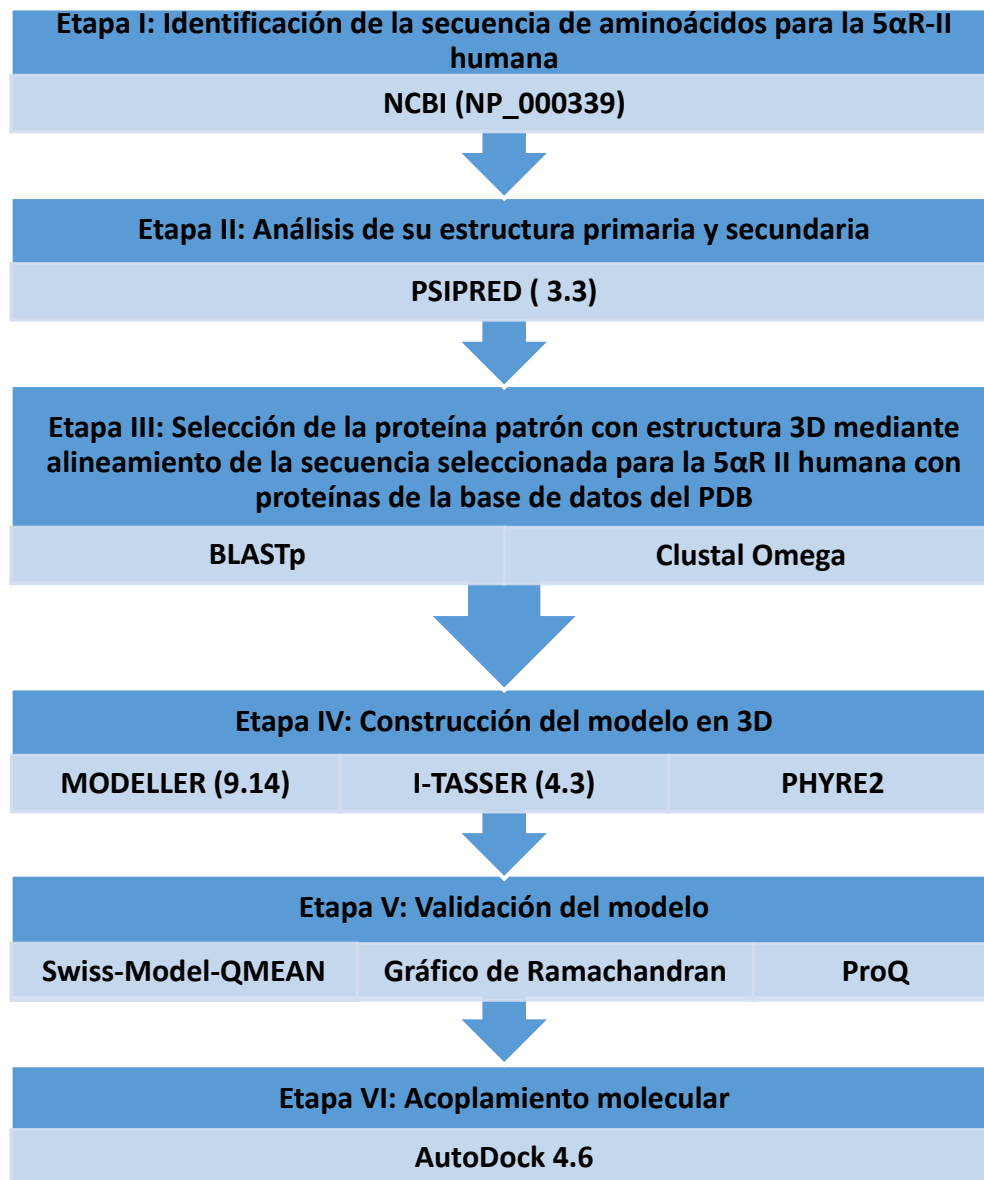 Etapa I: Identificación de la secuencia de aminoácidos para la 5αR-II
humana
NCBI (NP_000339)
Etapa II: Análisis de su estructura primaria y secundaria
PSIPRED ( 3.3)
Etapa III: Selección de la proteína patrón con estructura 3D mediante
alineamiento de la secuencia seleccionada para la 5αR II humana con
proteínas de la base de datos del PDB
BLASTp
Clustal Omega
Etapa IV: Construcción del modelo en 3D
MODELLER (9.14)
I-TASSER (4.3)
PHYRE2
Etapa V: Validación del modelo
Swiss-Model-QMEAN
Gráfico de Ramachandran
ProQ
Etapa VI: Acoplamiento molecular
AutoDock 4.6